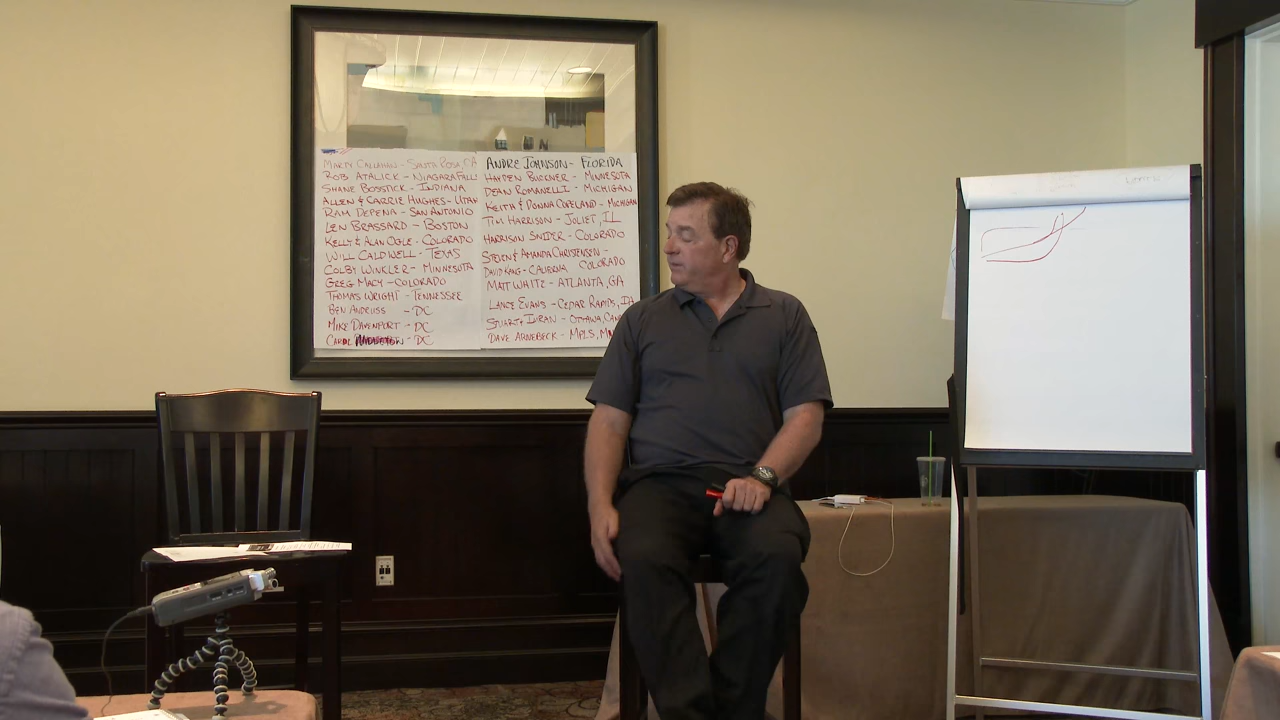 MARTY CALLAHAN - SANTA ROSA, CA
ROB ATALICK - NIAGARA FALLS
SHANE BOSSTICK - INDIANA
ALLEN & CARRIE HUGHES - UTAH
RAM DEPENA - SAN ANTONIO
LEN BRASSARD - BOSTON
KELLY & ALAN OGLE - COLORADO
WILL CALDWELL - TEXAS
COLBY WINKLER - MINNESOTA
GREG MACY - COLORADO
THOMAS WRIGHT - TENNESSEE
BEN ANDRUSS - DC
MIKE DAVENPORT - DC
CAROL - DC
ANDRE JOHNSON - FLORIDA
HAYDEN BUCKNER - MINNESOTA
DEAN ROMANELLI - MICHIGAN
KEITH & DONNA COPELAND - MICHIGAN
TIM HARRISON - JOLIET, IL
HARRISON SNIDER - COLORADO
STEVEN & AMANDA CHRISTENSEN -
COLORADO
DAVID KANG -
MATT WHITE - ATLANTA, GA
LANCE EVANS - CEDAR RAPIDS, IA
STUART DURAN - OTTAWA, CAN
DAVE ARNEBECK - MPLS, MN